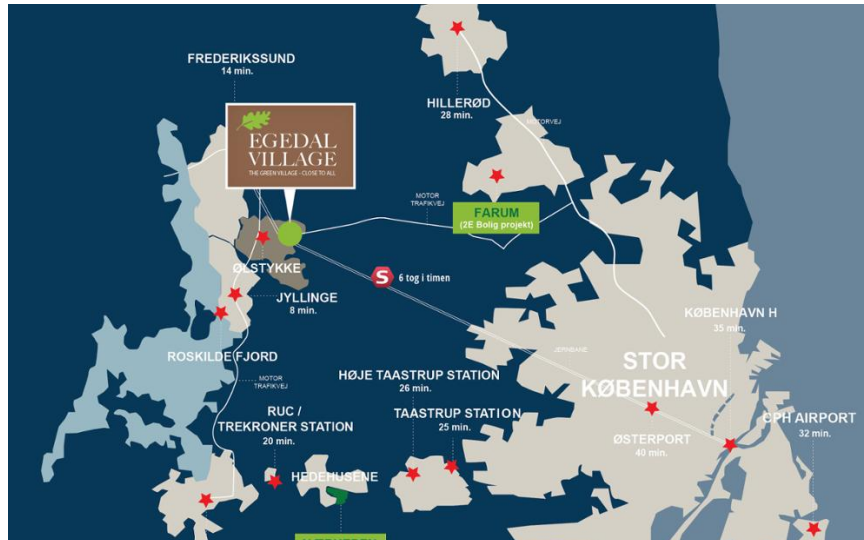 FREDERIKSSUND
14 min.
HILLERØD
28 min.
MOTORVEJ
EGEDAL
VILLAGE
THE GREEN VILLAGE - CLOSE TO ALL
MOTOR
TRAFIKVEJ
FARUM
(2E Bolig projekt)
ØLSTYKKE
S
6 tog i timen
JYLLINGE
8 min.
KØBENHAVN H
35 min.
ROSKILDE FJORD
JERNBANE
STOR
KØBENHAVN
MOTOR
TRAFIKVEJ
HØJE TAASTRUP STATION
26 min.
RUC /
TREKRONER STATION
20 min.
TAASTRUP STATION
25 min.
CPH AIRPORT
32 min.
ØSTERPORT
40 min.
HEDEHUSENE